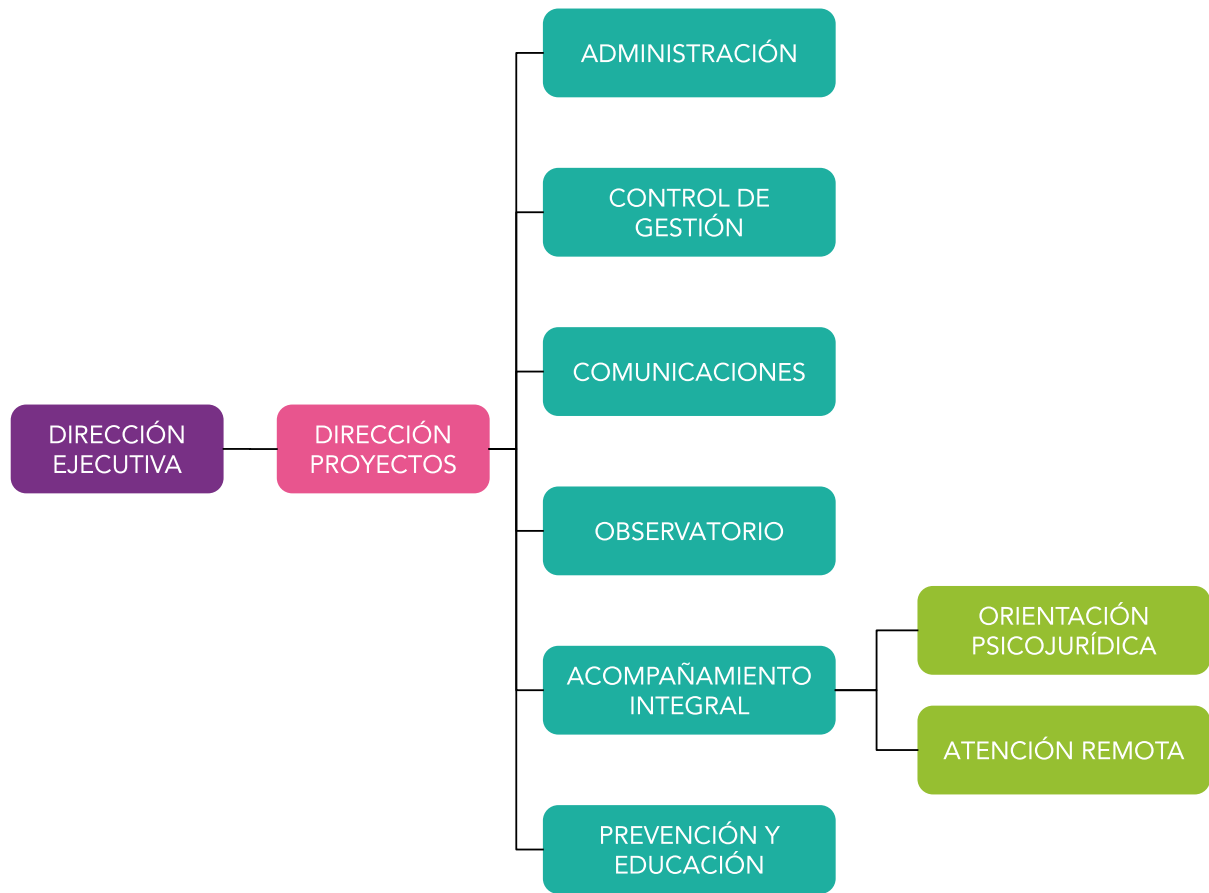 DIRECCIÓN
EJECUTIVA
DIRECCIÓN
PROYECTOS
ADMINISTRACIÓN
CONTROL DE
GESTIÓN
COMUNICACIONES
OBSERVATORIO
ACOMPAÑAMIENTO
INTEGRAL
ORIENTACIÓN
PSICOJURÍDICA
ATENCIÓN REMOTA
PREVENCIÓN Y
EDUCACIÓN